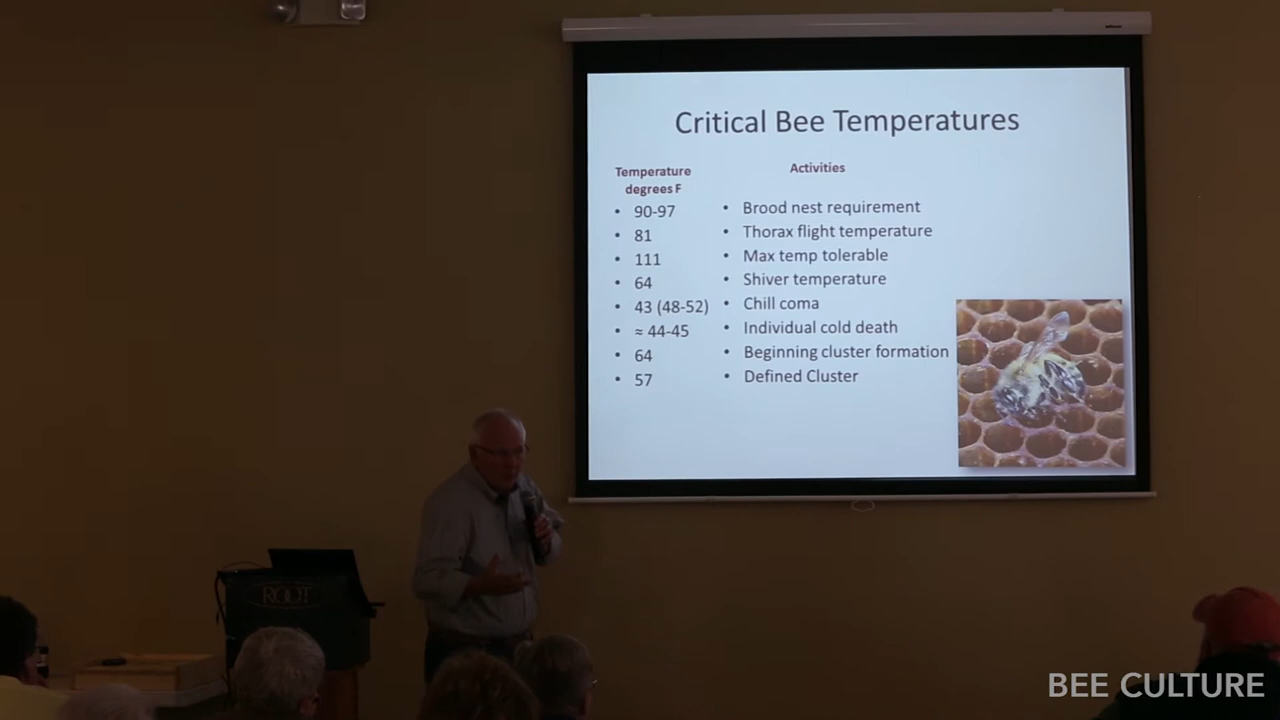 Critical Bee Temperatures
Temperature
degrees F
Activities
• 90-97 • Brood nest requirement
• 81 • Thorax flight temperature
• 111 • Max temp tolerable
• 64 • Shiver temperature
• 43 (48-52) • Chill coma
• ≈ 44-45 • Individual cold death
• 64 • Beginning cluster formation
• 57 • Defined Cluster
ROOT
BEE CULTURE